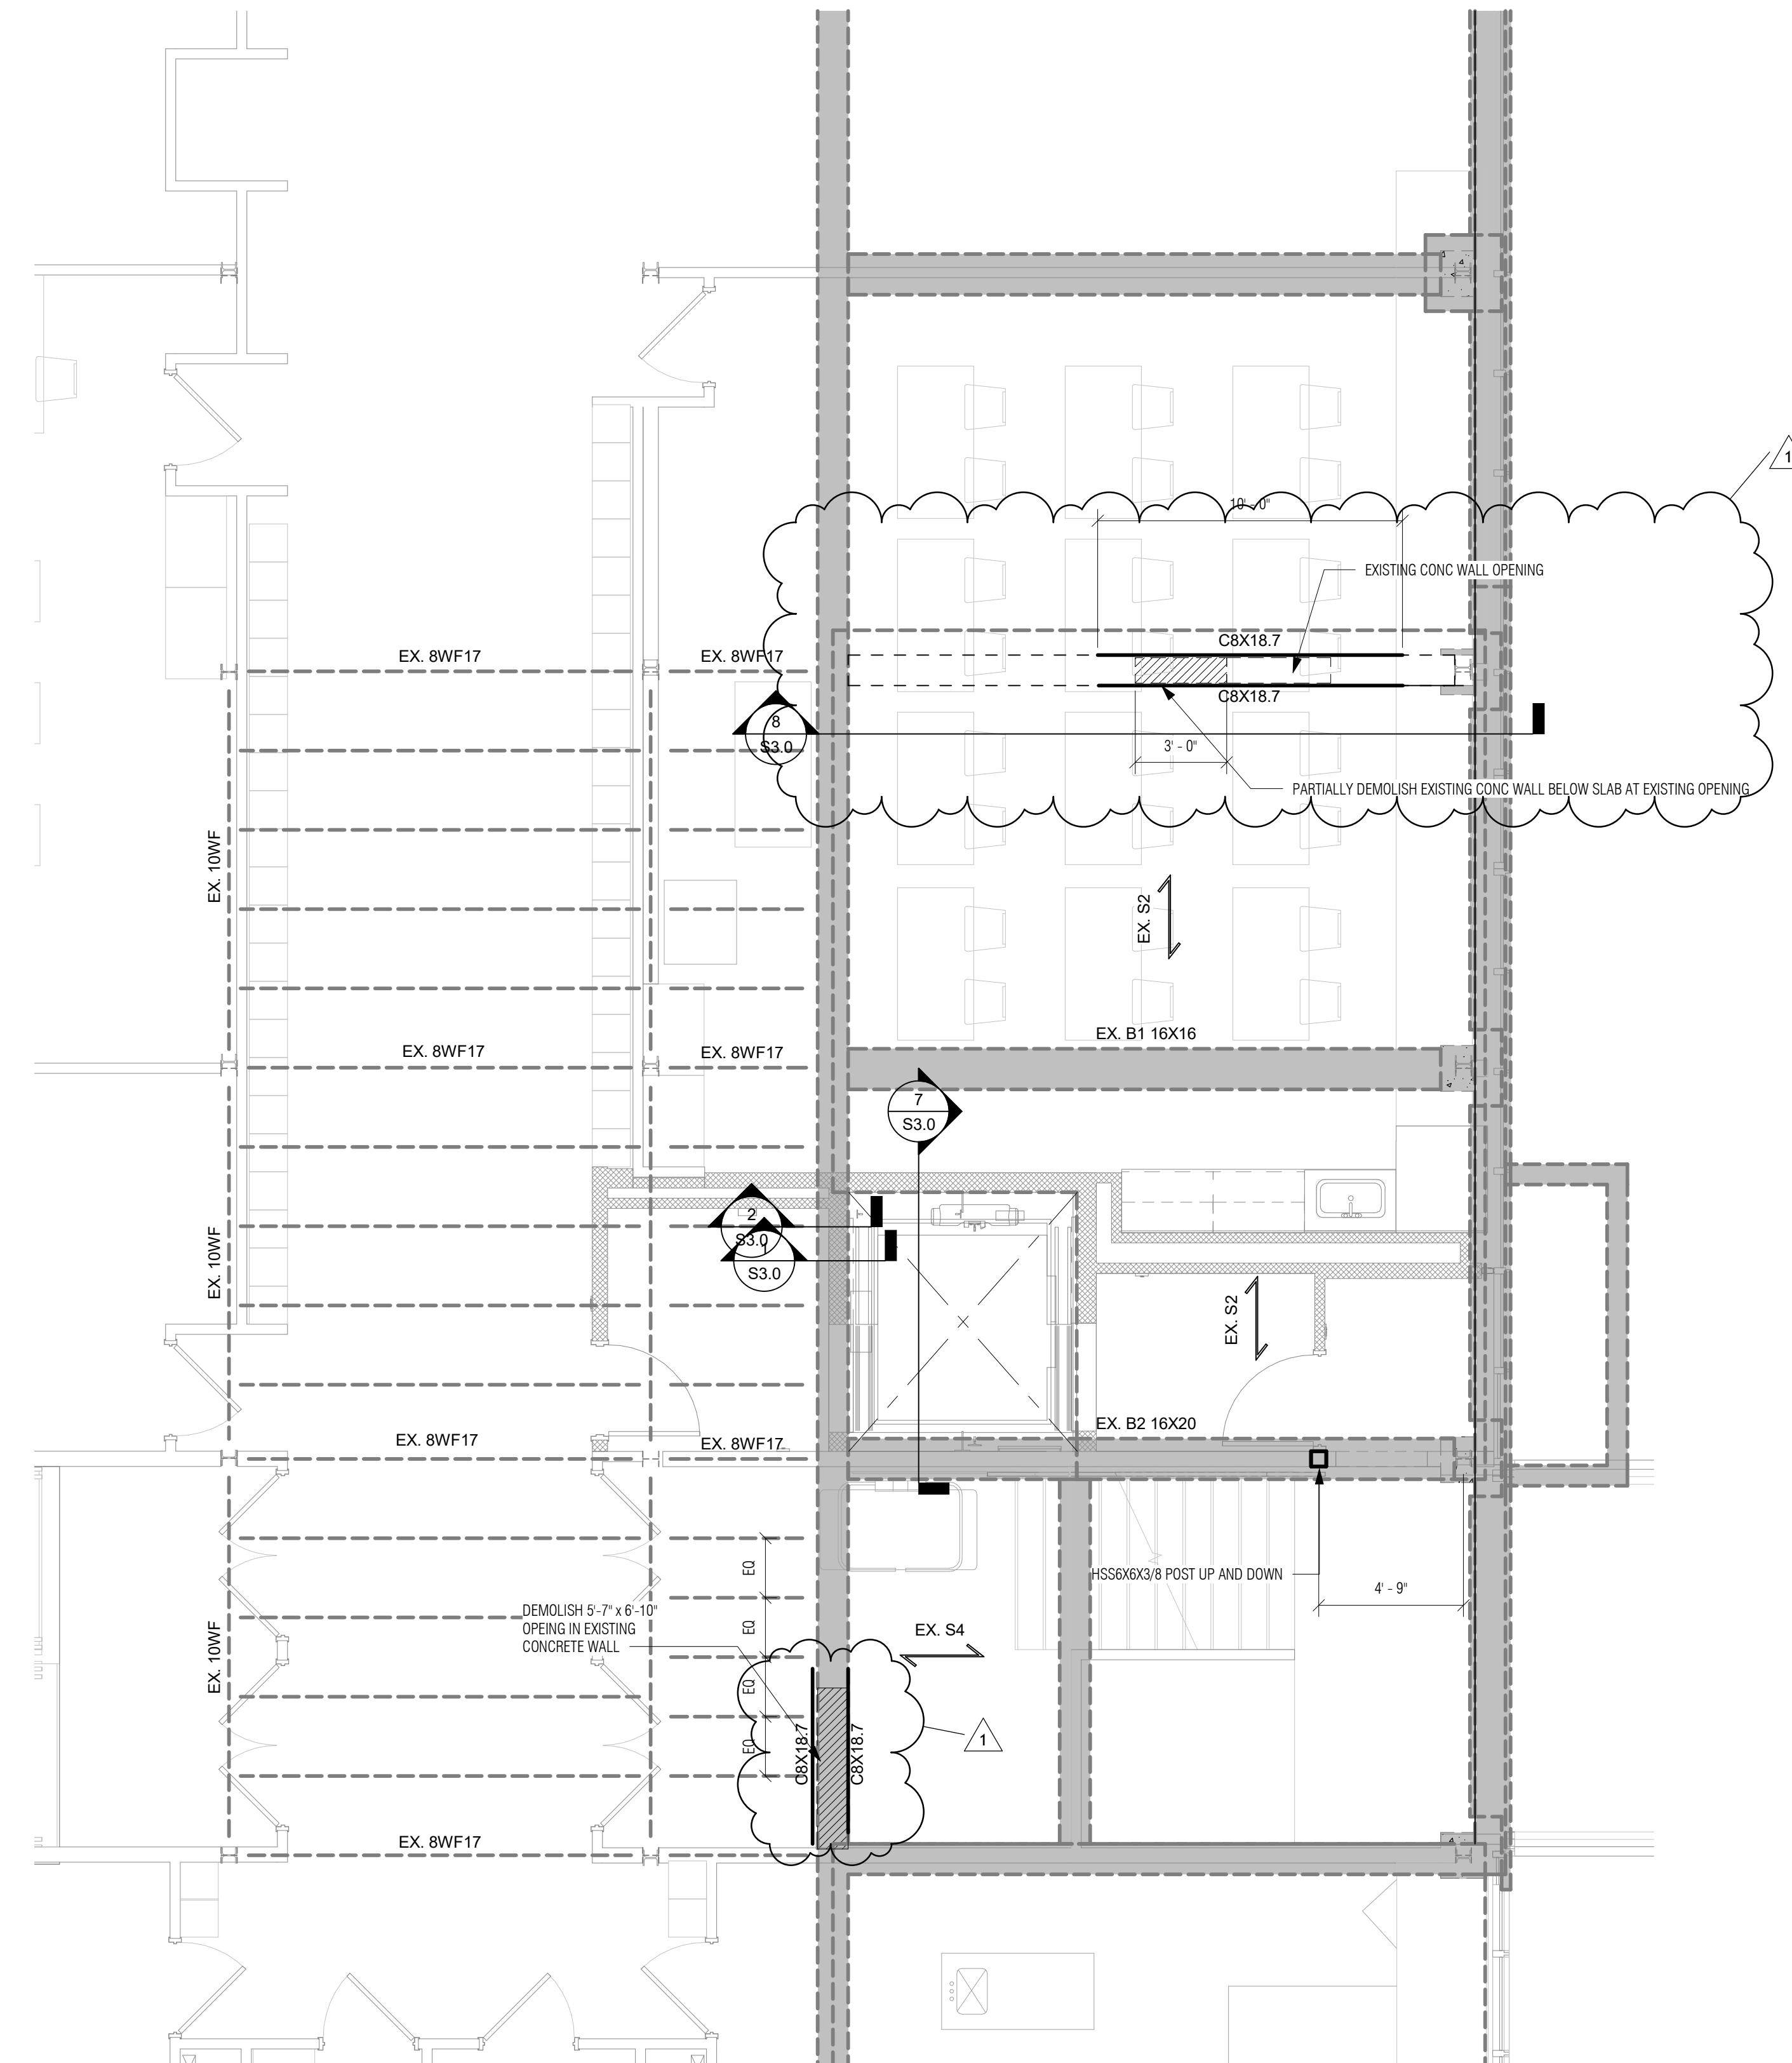 1
10' - 0"
EXISTING CONC WALL OPENING
C8X18.7
EX. 8WF17
EX. 8WF17
C8X18.7
8
S3.0
3' - 0"
PARTIALLY DEMOLISH EXISTING CONC WALL BELOW SLAB AT EXISTING OPENING
EX. 10WF
EX. S2
EX. B1 16X16
EX. 8WF17
EX. 8WF17
7
S3.0
2
S3.0
1
S3.0
EX. 10WF
EX. S2
EX. B2 16X20
EX. 8WF17
EX. 8WF17
EQ
HSS6X6X3/8 POST UP AND DOWN
4' - 9"
DEMOLISH 5'-7" x 6'-10"
OPEING IN EXISTING
CONCRETE WALL
EQ
EX. S4
EX. 10WF
EQ
EQ
C8X18.7
C8X18.7
1
EX. 8WF17